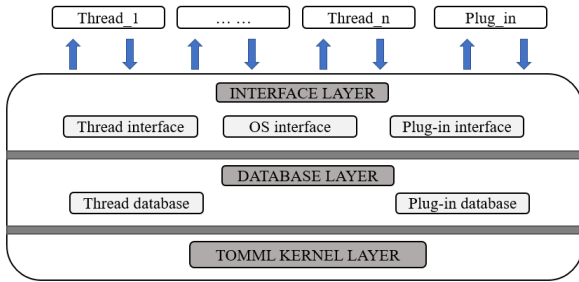 Thread_1
... ...
Thread_n
Plug_in
INTERFACE LAYER
Thread interface
OS interface
Plug-in interface
DATABASE LAYER
Thread database
Plug-in database
TOMML KERNEL LAYER